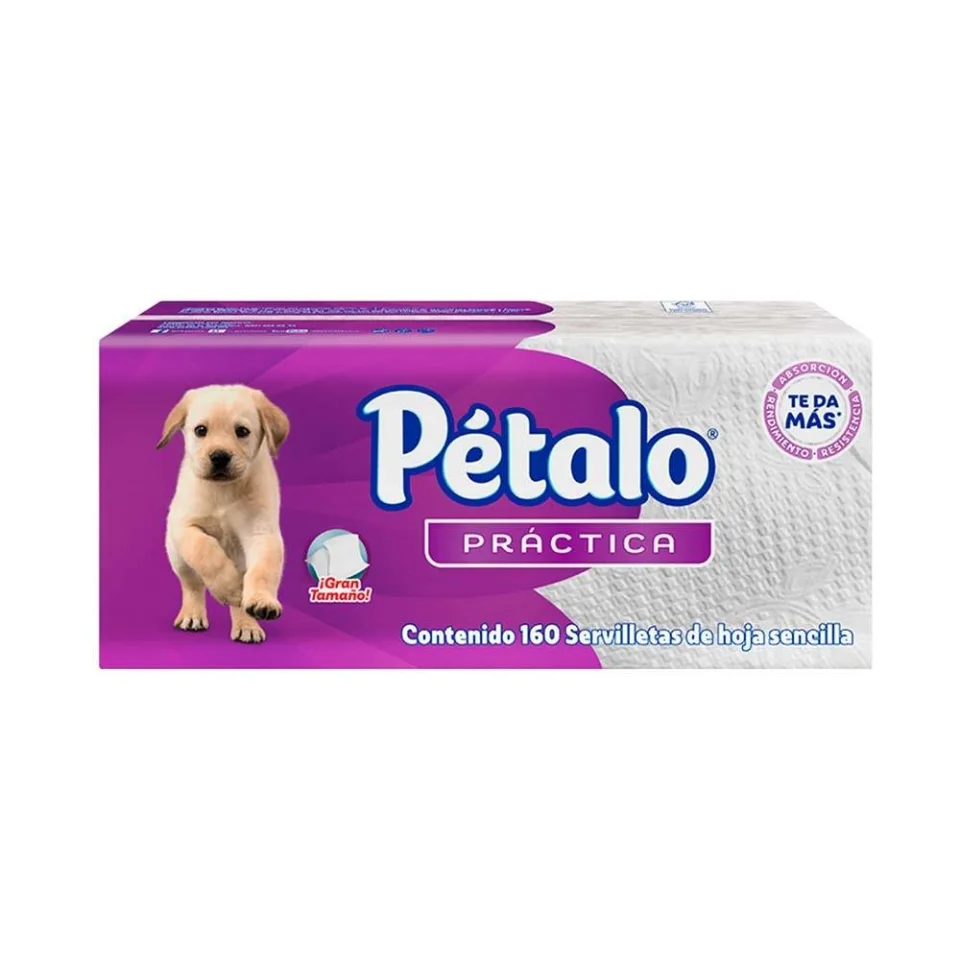 Pétalo®
PRÁCTICA
ABSORCIÓN
RENDIMIENTO
RESISTENCIA
TE DA
MÁS*
¡Gran
Tamaño!
Contenido 160 Servilletas de hoja sencilla